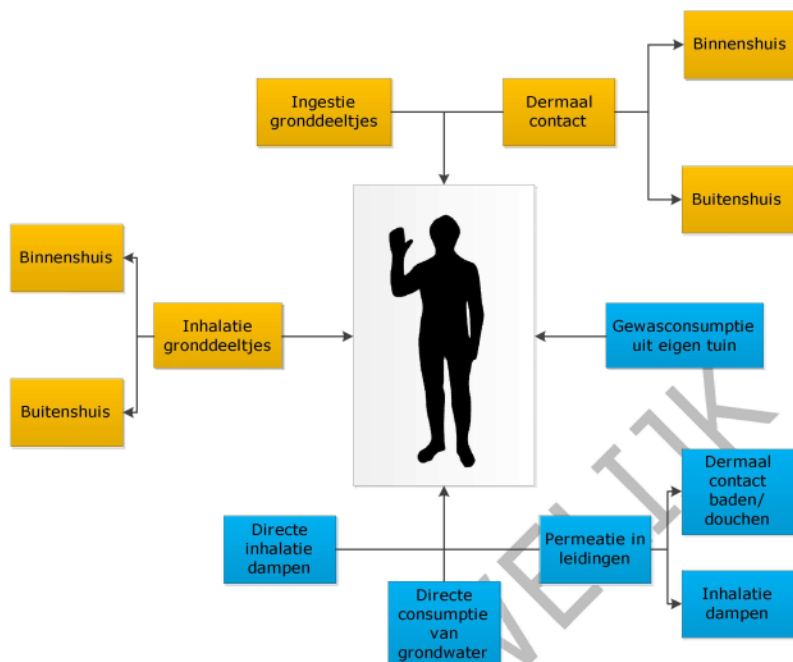 Binnenshuis
Ingestie
gronddeeltjes
Dermaal
contact
Buitenshuis
Binnenshuis
Inhalatie
gronddeeltjes
Gewasconsumptie
uit eigen tuin
Buitenshuis
Dermaal
contact
baden/
douchen
Directe
inhalatie
dampen
Permeatie in
leidingen
Directe
consumptie
van
grondwater
Inhalatie
dampen
VELIJK